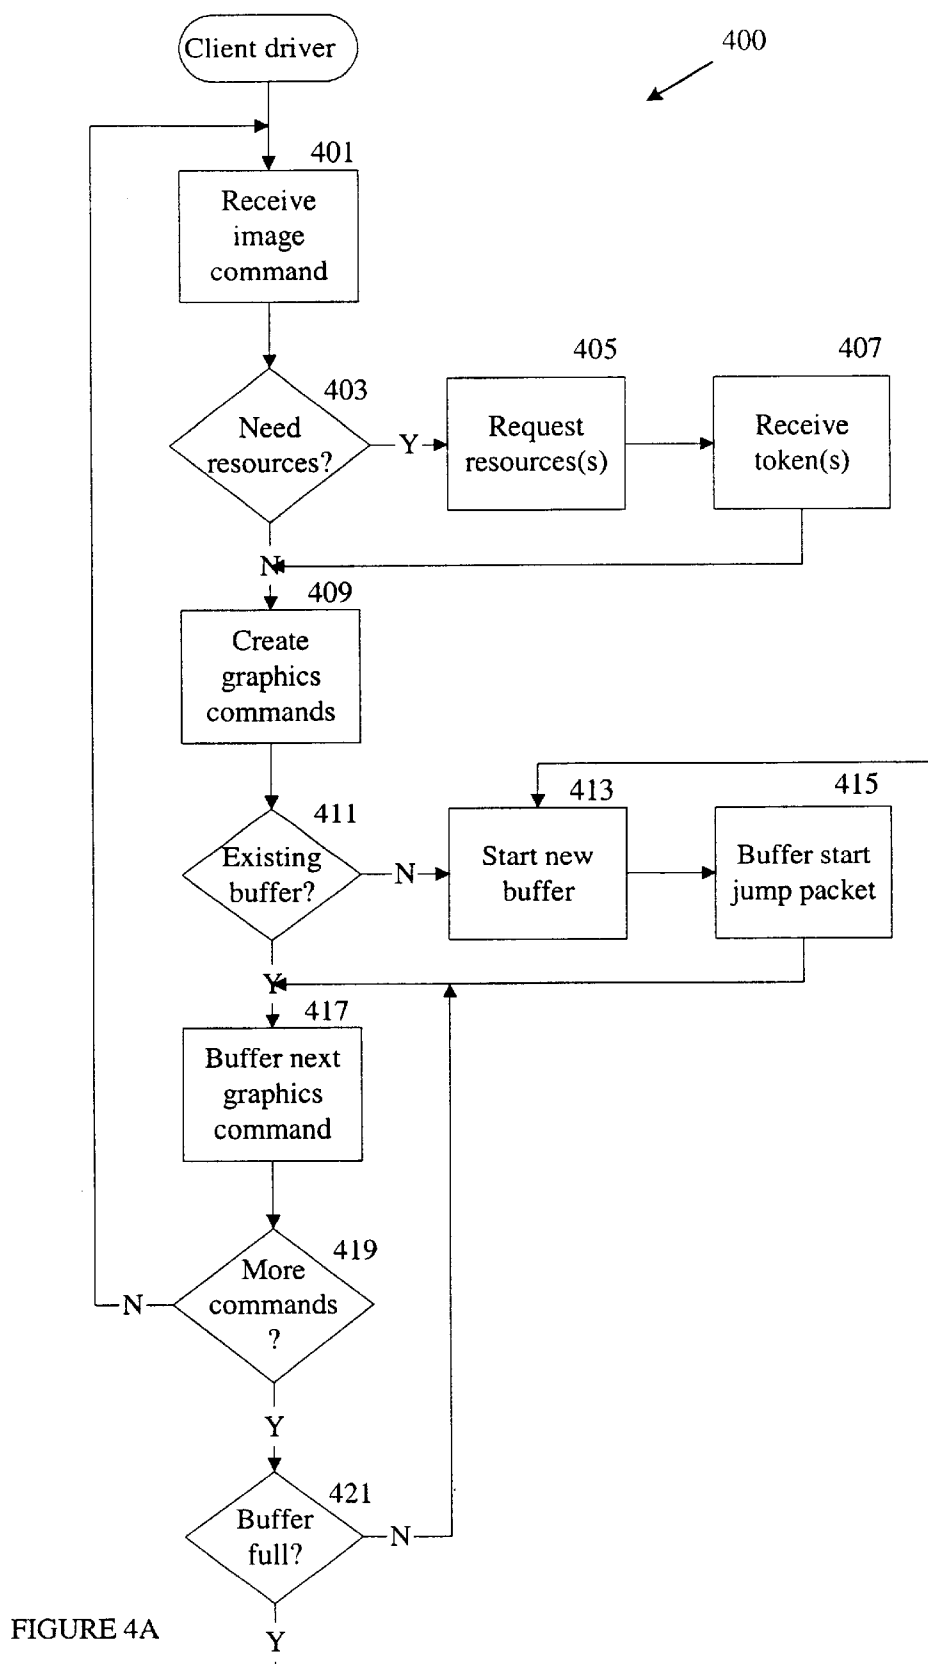 Client driver
400
401
Receive
image
command
403
Need
resources?
Y
405
Request
resources(s)
407
Receive
token(s)
N
409
Create
graphics
commands
411
Existing
buffer?
N
413
Start new
buffer
415
Buffer start
jump packet
Y
417
Buffer next
graphics
command
419
More
commands
?
N
Y
421
Buffer
full?
N
FIGURE 4A
Y